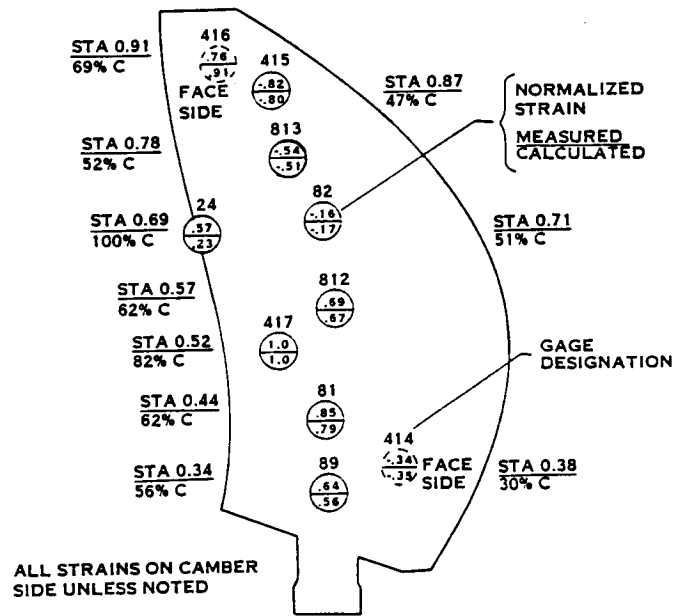 STA 0.91
69% C
416
.76
.91
FACE
SIDE
415
-.82
-.80
STA 0.87
47% C
NORMALIZED
STRAIN
MEASURED
CALCULATED
STA 0.78
52% C
813
-.54
-.51
82
-.16
-.17
STA 0.69
100% C
24
.57
.23
STA 0.71
51% C
STA 0.57
62% C
812
.69
.67
STA 0.52
82% C
417
1.0
1.0
GAGE
DESIGNATION
STA 0.44
62% C
81
.85
.79
414
-.34
-.35
FACE
SIDE
STA 0.38
30% C
STA 0.34
56% C
89
.64
.56
ALL STRAINS ON CAMBER
SIDE UNLESS NOTED